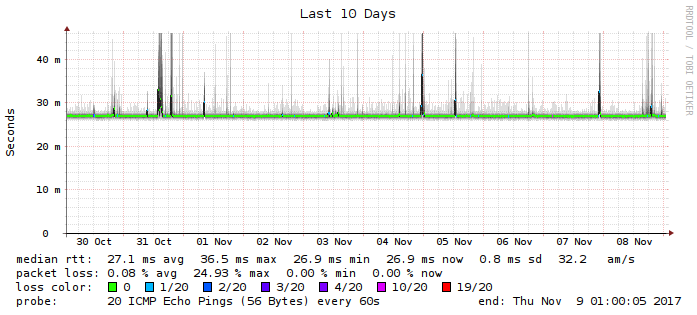 Last 10 Days
RRDTOOL / TOBI OETIKER
Seconds
40 m
30 m
20 m
10 m
0
30 Oct 31 Oct 01 Nov 02 Nov 03 Nov 04 Nov 05 Nov 06 Nov 07 Nov 08 Nov
median rtt: 27.1 ms avg 36.5 ms max 26.9 ms min 26.9 ms now 0.8 ms sd 32.2 am/s
packet loss: 0.08 % avg 24.93 % max 0.00 % min 0.00 % now
loss color: 0 1/20 2/20 3/20 4/20 10/20 19/20
probe: 20 ICMP Echo Pings (56 Bytes) every 60s end: Thu Nov 9 01:00:05 2017